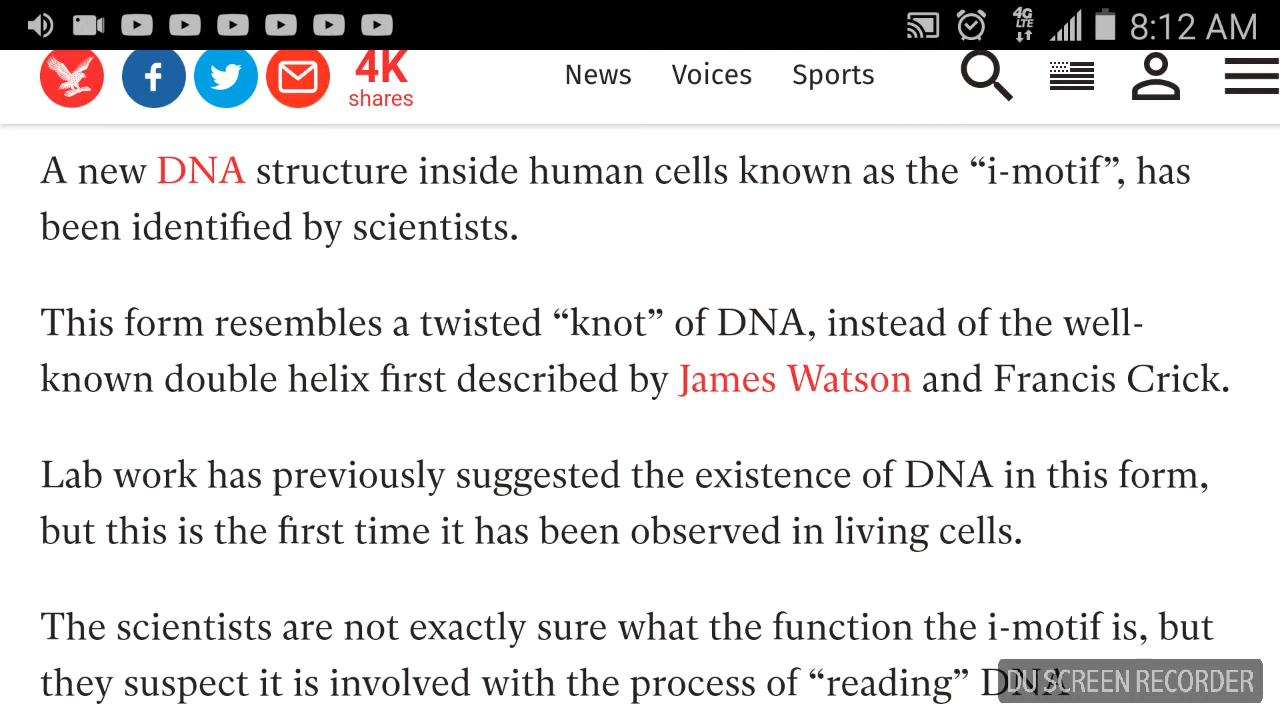 4G
LTE
8:12 AM
4K
shares
News Voices Sports
A new DNA structure inside human cells known as the “i-motif”, has
been identified by scientists.
This form resembles a twisted “knot” of DNA, instead of the well-
known double helix first described by James Watson and Francis Crick.
Lab work has previously suggested the existence of DNA in this form,
but this is the first time it has been observed in living cells.
The scientists are not exactly sure what the function the i-motif is, but
they suspect it is involved with the process of “reading” DNA
DU SCREEN RECORDER